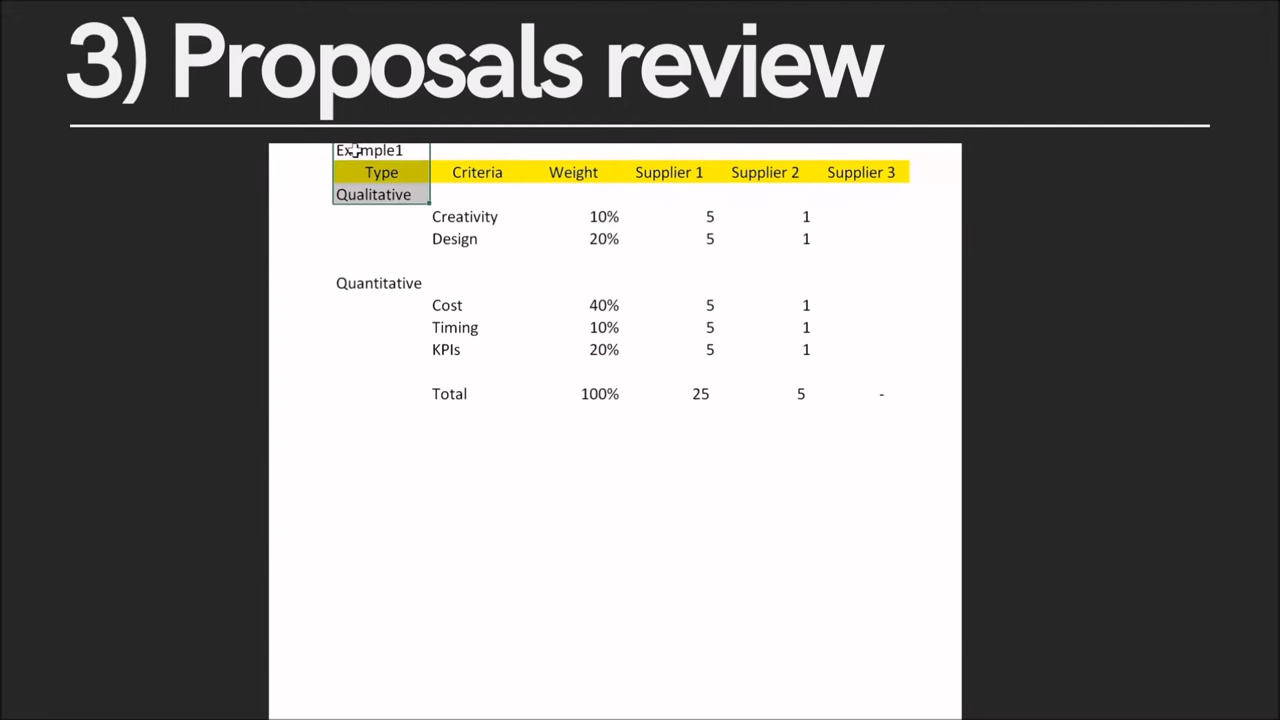 3) Proposals review
Example1
Type Criteria Weight Supplier 1 Supplier 2 Supplier 3
Qualitative
Creativity 10% 5 1
Design 20% 5 1
Quantitative
Cost 40% 5 1
Timing 10% 5 1
KPIs 20% 5 1
Total 100% 25 5 -